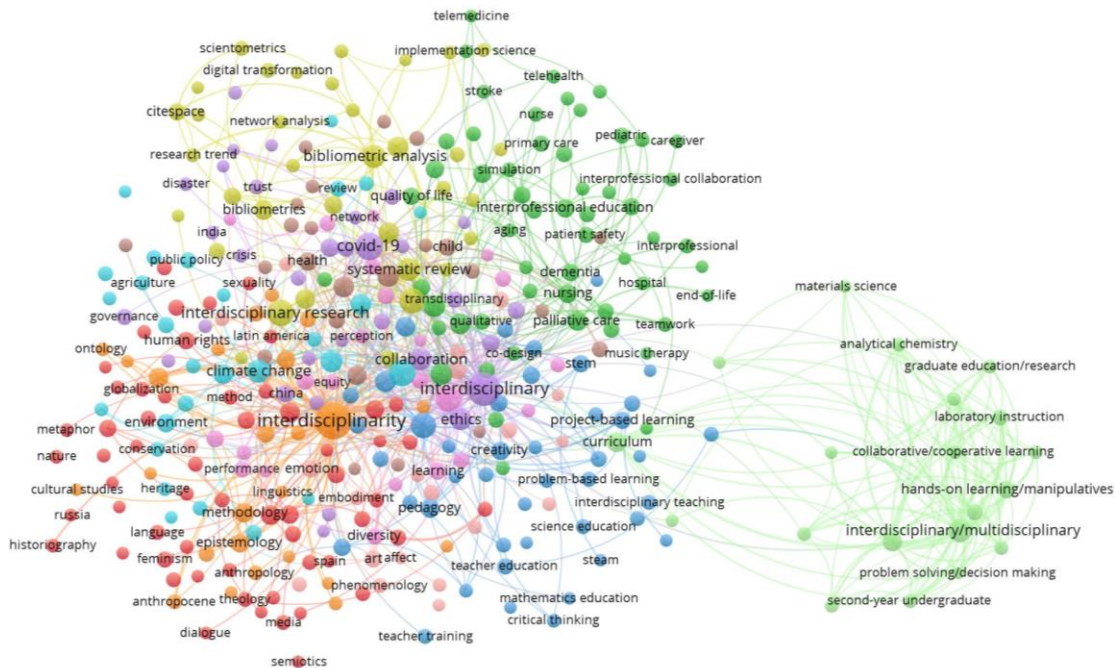 telemedicine
scientometrics
implementation science
digital transformation
telehealth
stroke
citespace
nurse
network analysis
primary care
pediatric
caregiver
research trend
bibliometric analysis
simulation
interprofessional collaboration
disaster
trust
review
quality of life
bibliometrics
network
interprofessional education
india
aging
patient safety
covid-19
child
interprofessional
crisis
public policy
health
systematic review
dementia
agriculture
sexuality
hospital
materials science
nursing
end-of-life
transdisciplinary
governance
interdisciplinary research
qualitative
palliative care
teamwork
human rights
latin america
perception
analytical chemistry
ontology
co-design
music therapy
collaboration
stem
graduate education/research
climate change
equity
globalization
method
china
interdisciplinary
interdisciplinarity
ethics
project-based learning
laboratory instruction
environment
metaphor
curriculum
conservation
creativity
collaborative/cooperative learning
nature
performance
emotion
learning
problem-based learning
cultural studies
heritage
linguistics
hands-on learning/manipulatives
embodiment
interdisciplinary teaching
russia
methodology
pedagogy
science education
language
diversity
interdisciplinary/multidisciplinary
historiography
epistemology
feminism
spain
art
affect
teacher education
steam
anthropology
problem solving/decision making
phenomenology
anthropocene
theology
mathematics education
second-year undergraduate
media
critical thinking
dialogue
teacher training
semiotics